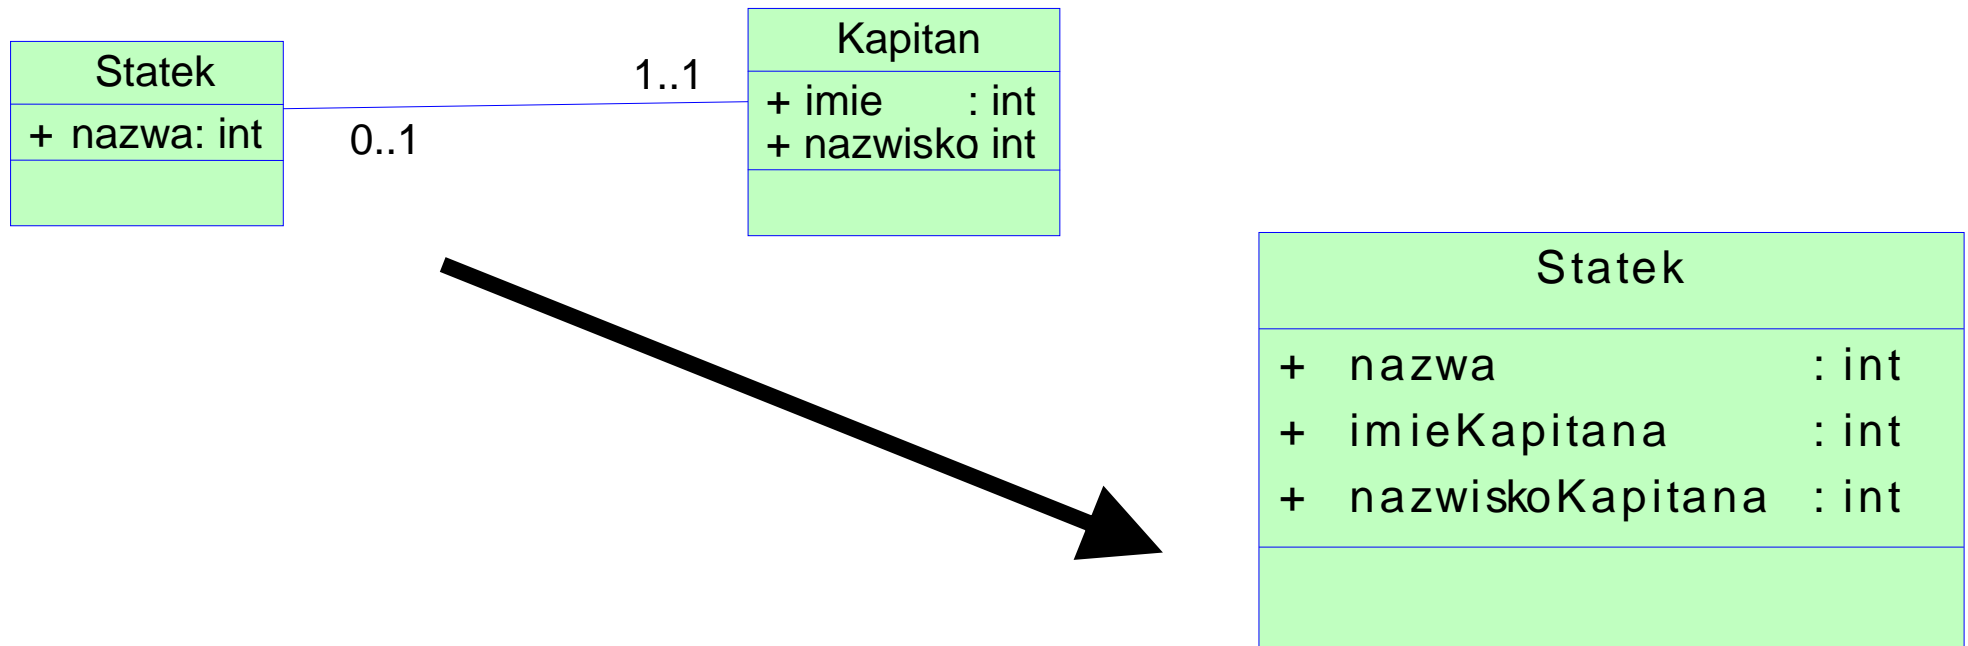 Statek
+ nazwa: int
0..1
1..1
Kapitan
+ imie : int
+ nazwisko: int
Statek
+ nazwa : int
+ imieKapitana : int
+ nazwiskoKapitana : int